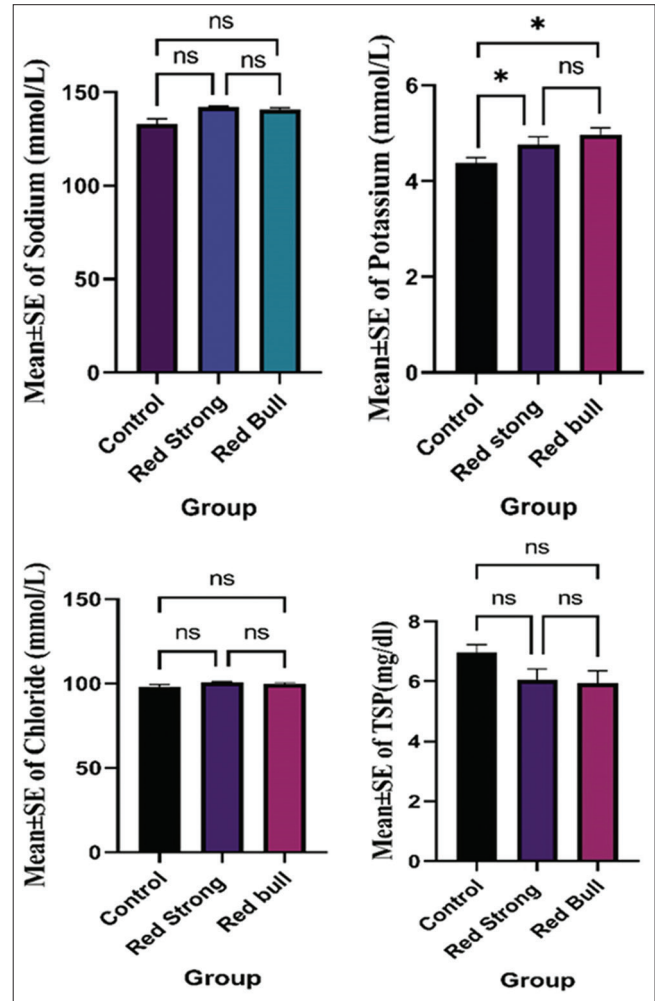 Mean±SE of Sodium (mmol/L)
150
100
50
0
ns
ns
ns
Control
Red Strong
Red Bull
Group
Mean±SE of Potassium (mmol/L)
6
4
2
0
*
*
ns
Control
Red stong
Red bull
Group
Mean±SE of Chloride (mmol/L)
150
100
50
0
ns
ns
ns
Control
Red Strong
Red bull
Group
Mean±SE of TSP(mg/dl)
8
6
4
2
0
ns
ns
ns
Control
Red Strong
Red Bull
Group